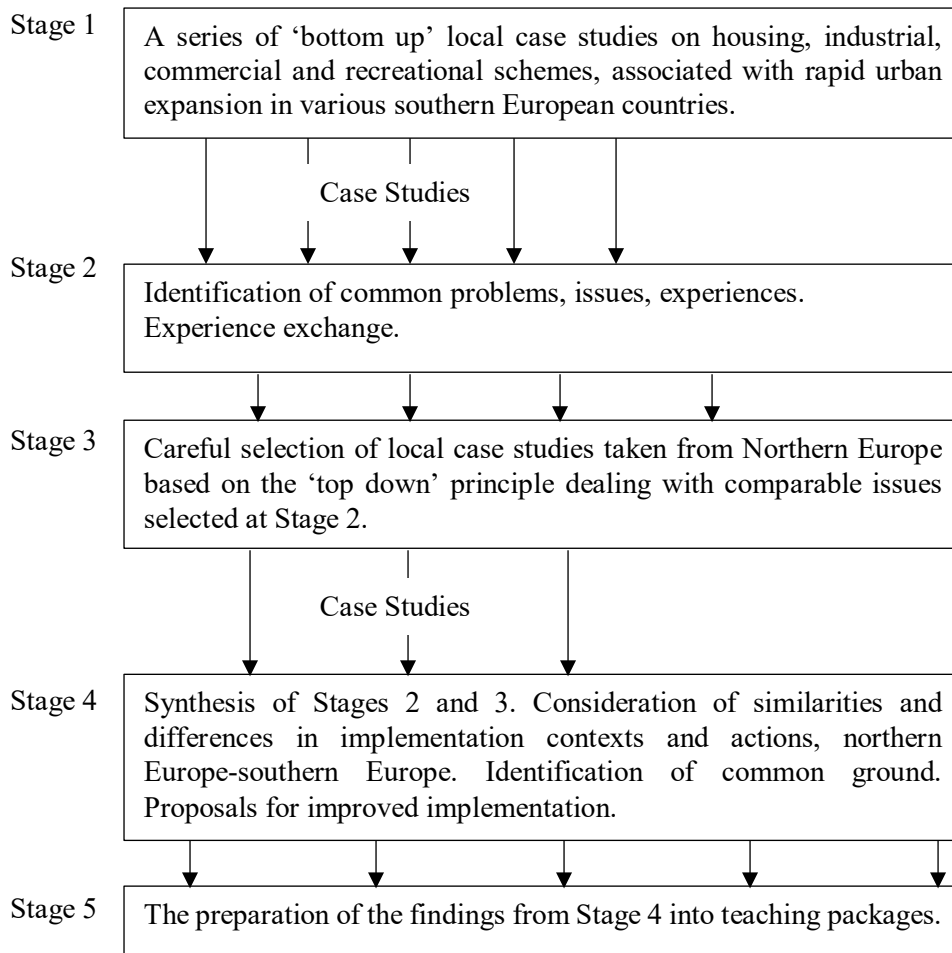 Stage 1
A series of ‘bottom up’ local case studies on housing, industrial,
commercial and recreational schemes, associated with rapid urban
expansion in various southern European countries.
Case Studies
Stage 2
Identification of common problems, issues, experiences.
Experience exchange.
Stage 3
Careful selection of local case studies taken from Northern Europe
based on the ‘top down’ principle dealing with comparable issues
selected at Stage 2.
Case Studies
Stage 4
Synthesis of Stages 2 and 3. Consideration of similarities and
differences in implementation contexts and actions, northern
Europe-southern Europe. Identification of common ground.
Proposals for improved implementation.
Stage 5
The preparation of the findings from Stage 4 into teaching packages.